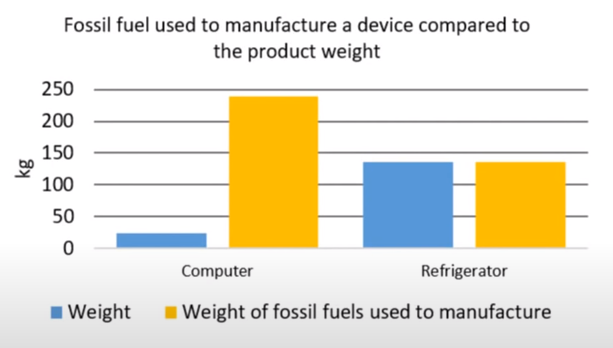 Fossil fuel used to manufacture a device compared to
the product weight
250
200
150
100
50
0
kg
Computer Refrigerator
Weight Weight of fossil fuels used to manufacture